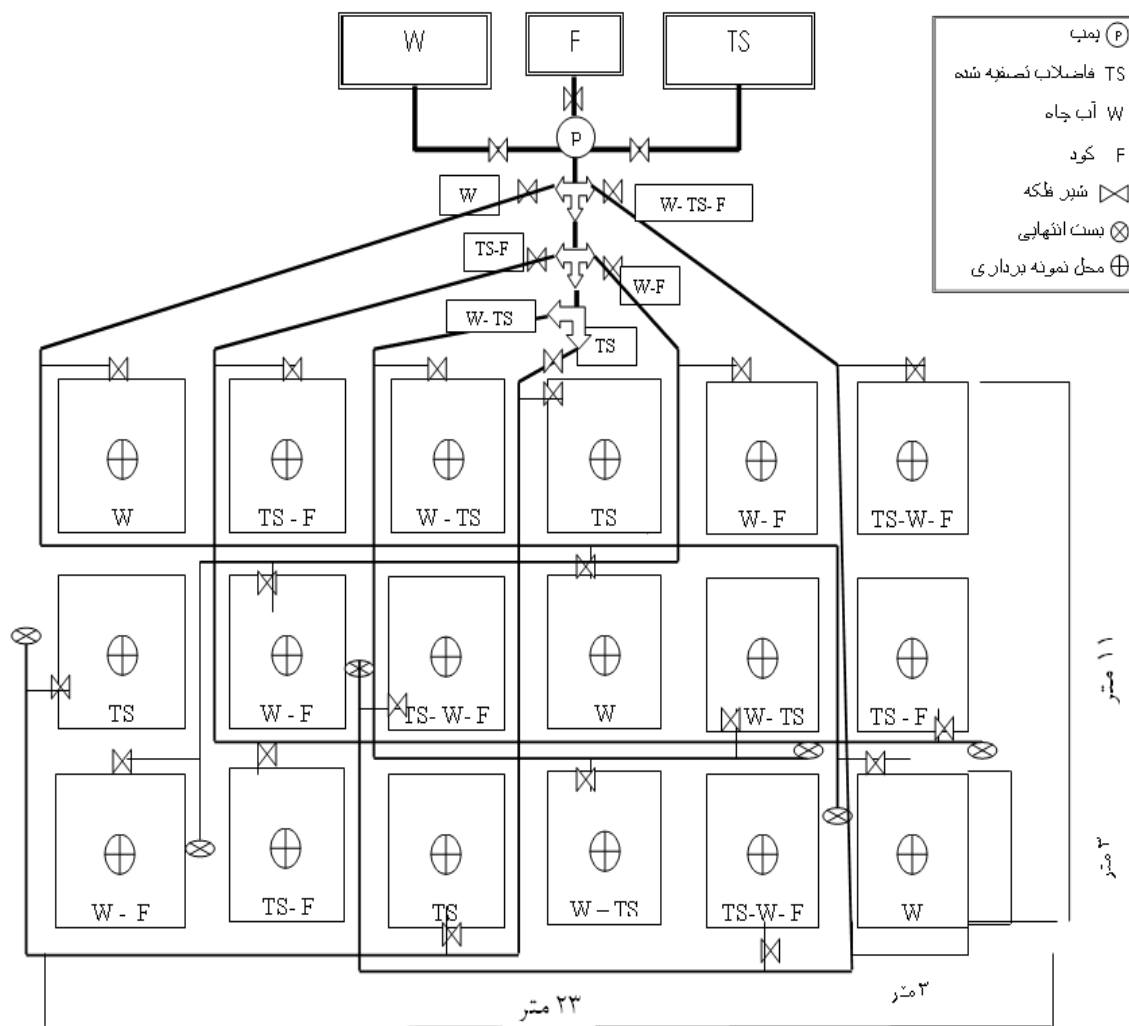 W F TS
P
پمپ P
TS فاضلاب تصفیه شده
W آب چاه
F کود
شیر فلکه
بست انتهایی
محل نمونه برداری
W
W- TS- F
TS-F
W-F
W- TS
TS
W TS - F W - TS TS W- F TS-W- F
TS W - F TS- W- F W W- TS TS - F
W - F TS- F TS W – TS TS-W- F W
۱۱ متر
۳ متر
۳ متر
۲۳ متر